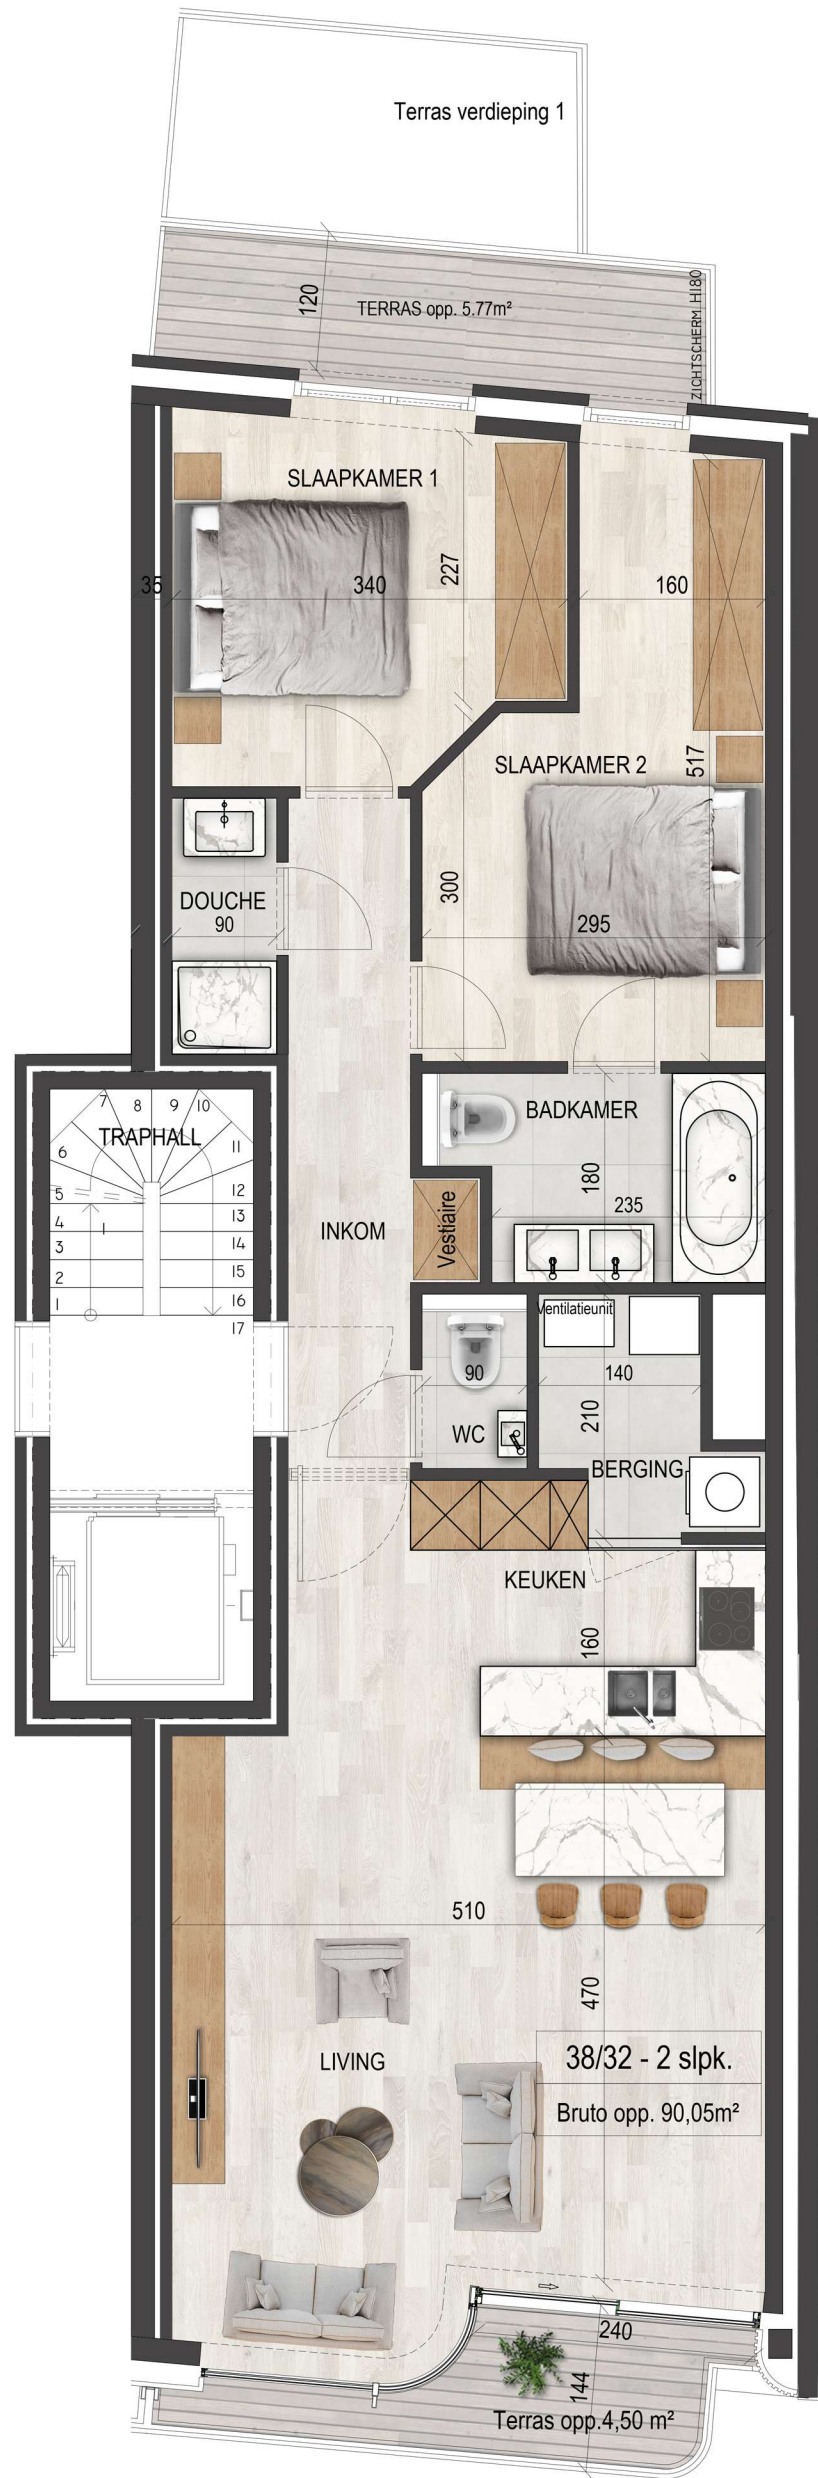 Terras verdieping 1
120
TERRAS opp. 5.77m²
ZICHTSCHERM H180
SLAAPKAMER 1
35
340
227
160
SLAAPKAMER 2
517
300
295
DOUCHE
90
TRAPHALL
7
8
9
10
6
11
5
12
4
1
13
3
14
2
15
1
16
17
INKOM
Vestiaire
BADKAMER
180
235
Ventilatieunit
90
140
210
WC
BERGING
KEUKEN
160
510
470
LIVING
38/32 - 2 slpk.
Bruto opp. 90,05m²
240
144
Terras opp.4,50 m²